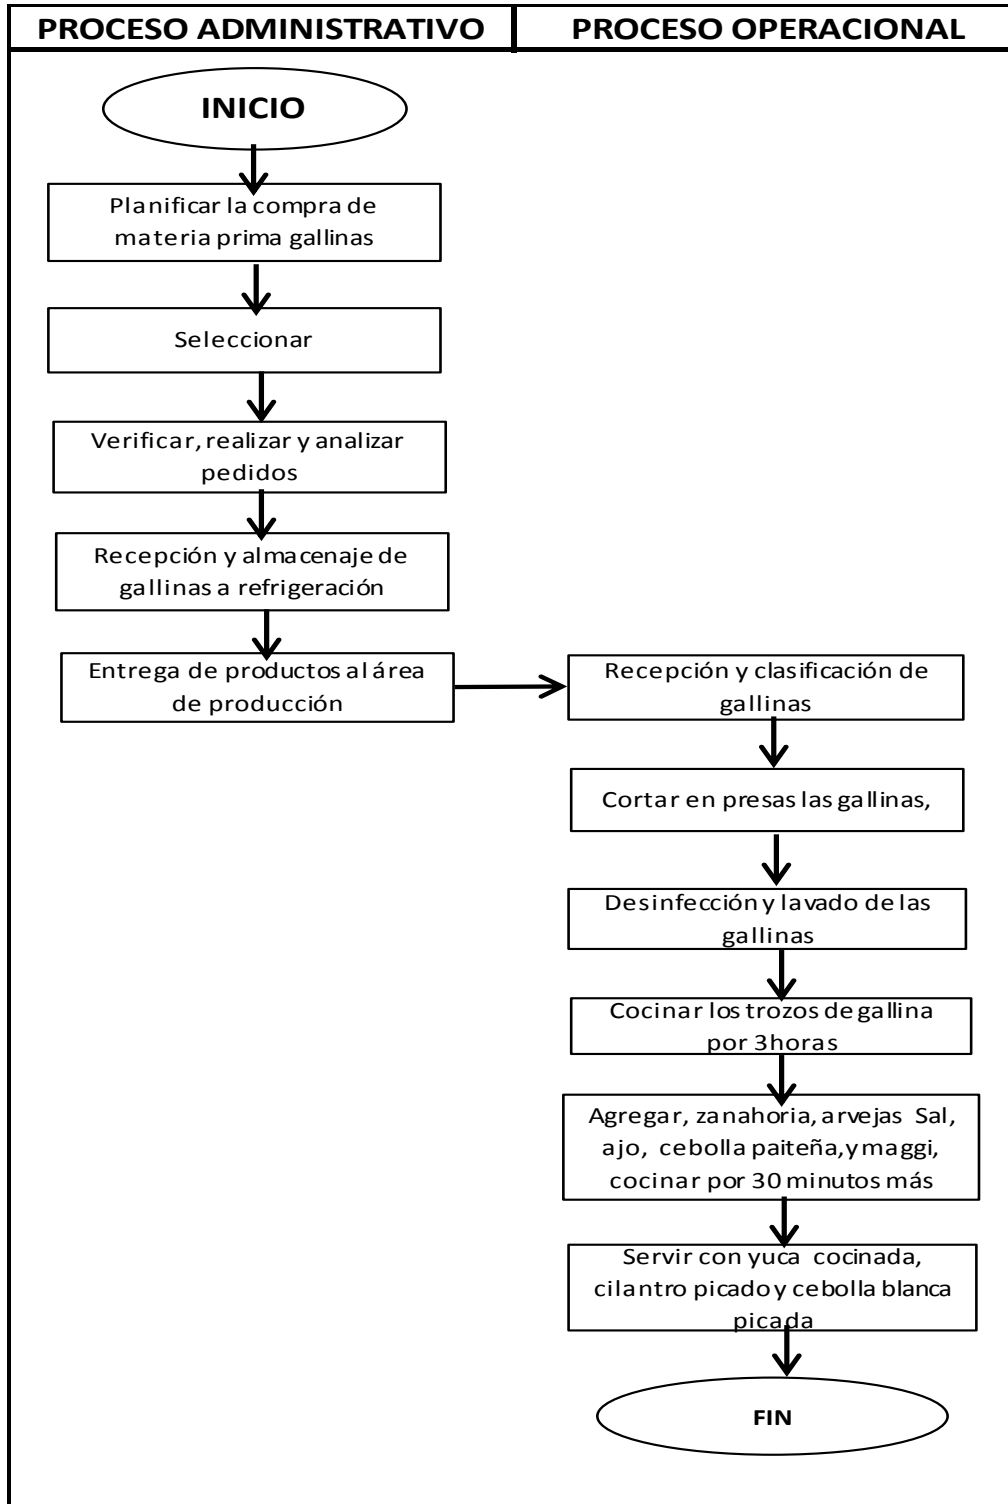 PROCESO ADMINISTRATIVO
PROCESO OPERACIONAL
INICIO
Planificar la compra de
materia prima gallinas
Seleccionar
Verificar, realizar y analizar
pedidos
Recepción y almacenaje de
gallinas a refrigeración
Entrega de productos al área
de producción
Recepción y clasificación de
gallinas
Cortar en presas las gallinas,
Desinfección y lavado de las
gallinas
Cocinar los trozos de gallina
por 3horas
Agregar, zanahoria, arvejas Sal,
ajo, cebolla paiteña,y maggi,
cocinar por 30 minutos más
Servir con yuca cocinada,
cilantro picado y cebolla blanca
picada
FIN